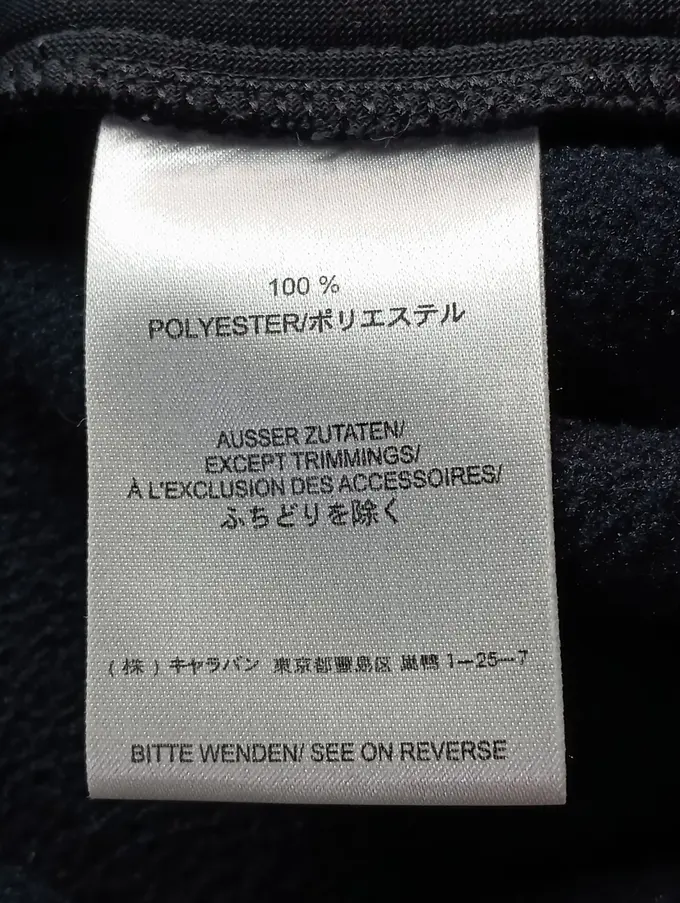 100 %
POLYESTER/ポリエステル
AUSSER ZUTATEN/
EXCEPT TRIMMINGS/
À L'EXCLUSION DES ACCESSOIRES/
ふちどりを除く
(株)キャラバン 東京都豊島区 巣鴨1-25-7
BITTE WENDEN/ SEE ON REVERSE